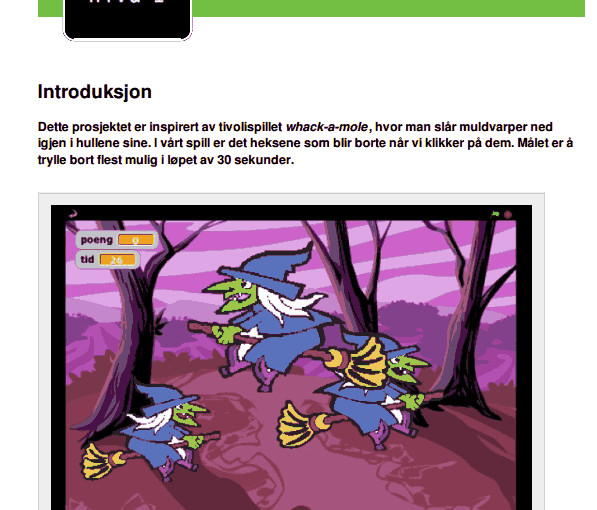 Introduksjon
Dette prosjektet er inspirert av tivolispillet whack-a-mole, hvor man slår muldvarper ned
igjen i hullene sine. I vårt spill er det heksene som blir borte når vi klikker på dem. Målet er å
trylle bort flest mulig i løpet av 30 sekunder.
poeng 0
tid 26